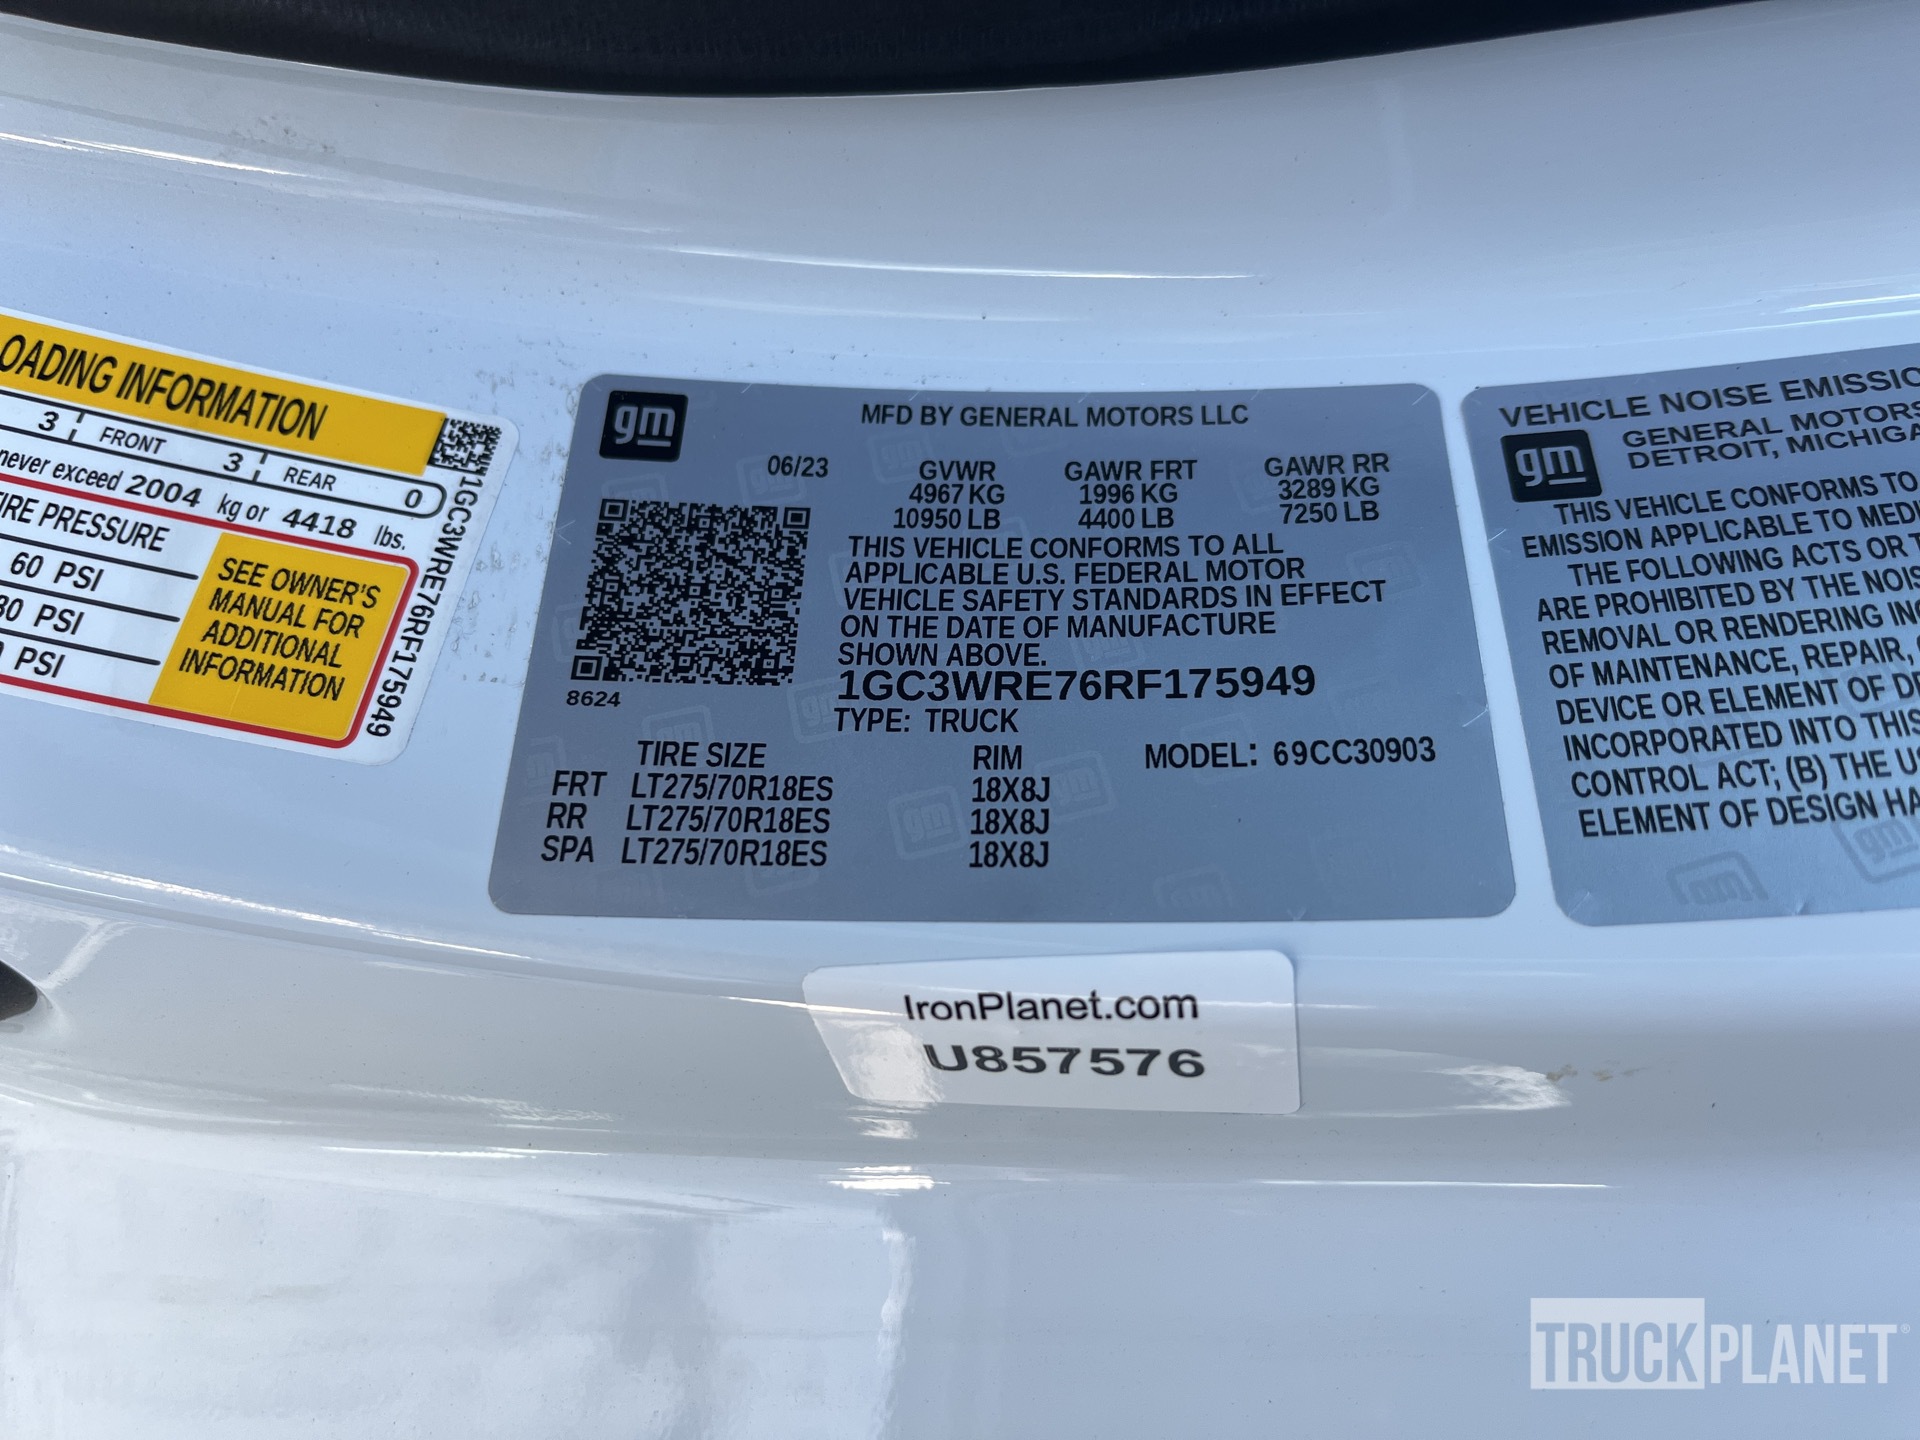 OADING INFORMATION
3 FRONT 3 REAR 0
never exceed 2004 kg or 4418 lbs.
IRE PRESSURE
60 PSI
80 PSI
PSI
SEE OWNER'S
MANUAL FOR
ADDITIONAL
INFORMATION
1GC3WRE76RF175949
gm
MFD BY GENERAL MOTORS LLC
06/23 GVWR GAWR FRT GAWR RR
4967 KG 1996 KG 3289 KG
10950 LB 4400 LB 7250 LB
THIS VEHICLE CONFORMS TO ALL
APPLICABLE U.S. FEDERAL MOTOR
VEHICLE SAFETY STANDARDS IN EFFECT
ON THE DATE OF MANUFACTURE
SHOWN ABOVE.
8624
1GC3WRE76RF175949
TYPE: TRUCK
TIRE SIZE RIM MODEL: 69CC30903
FRT LT275/70R18ES 18X8J
RR LT275/70R18ES 18X8J
SPA LT275/70R18ES 18X8J
VEHICLE NOISE EMISSIO
gm
GENERAL MOTORS
DETROIT, MICHIGA
THIS VEHICLE CONFORMS TO
EMISSION APPLICABLE TO MEDI
THE FOLLOWING ACTS OR T
ARE PROHIBITED BY THE NOIS
REMOVAL OR RENDERING IN
OF MAINTENANCE, REPAIR,
DEVICE OR ELEMENT OF DE
INCORPORATED INTO THIS
CONTROL ACT; (B) THE U
ELEMENT OF DESIGN HA
IronPlanet.com
U857576
TRUCKPLANET